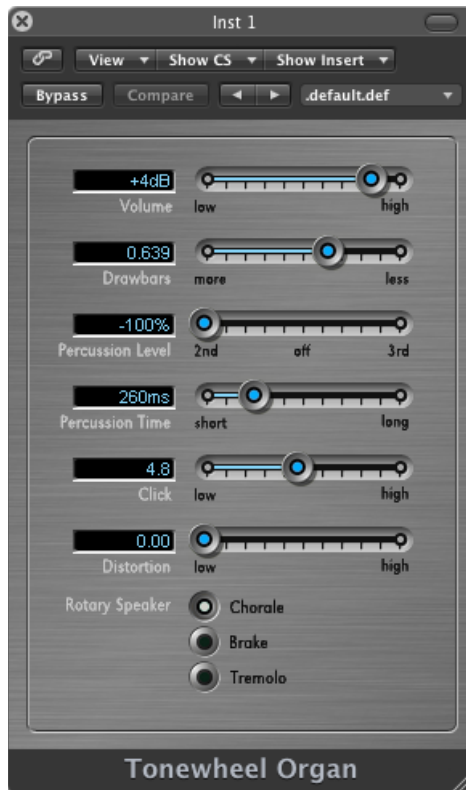 Inst 1
View Show CS Show Insert
Bypass Compare .default.def
+4dB
Volume low high
0.639
Drawbars more less
-100%
Percussion Level 2nd off 3rd
260ms
Percussion Time short long
4.8
Click low high
0.00
Distortion low high
Rotary Speaker Chorale
Brake
Tremolo
Tonewheel Organ